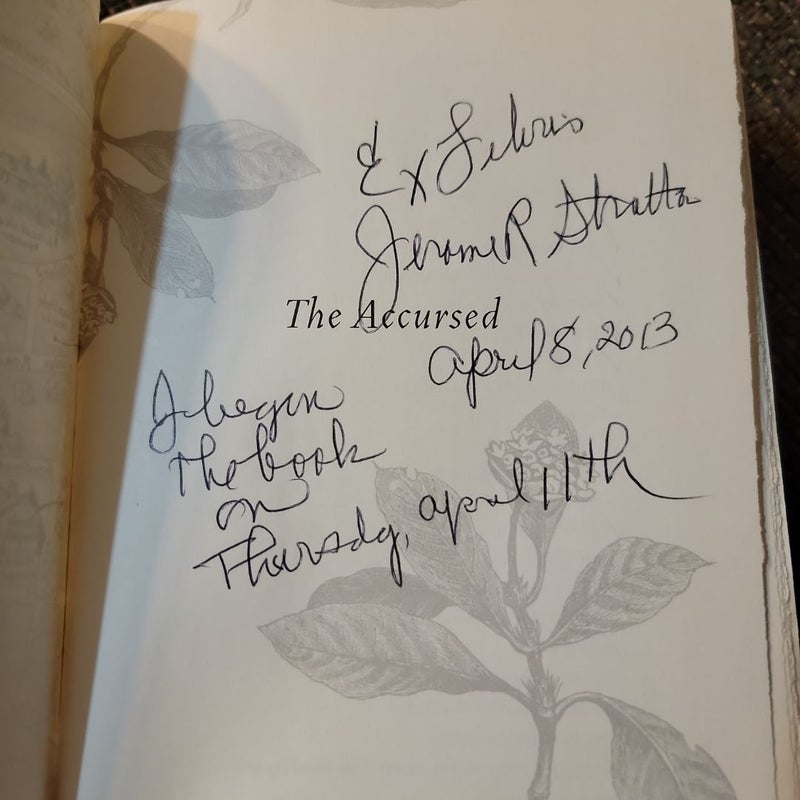 Ex Libris
Jerome R Stratton
The Accursed
April 8, 2013
I began
the book
on
Thursday, April 11th